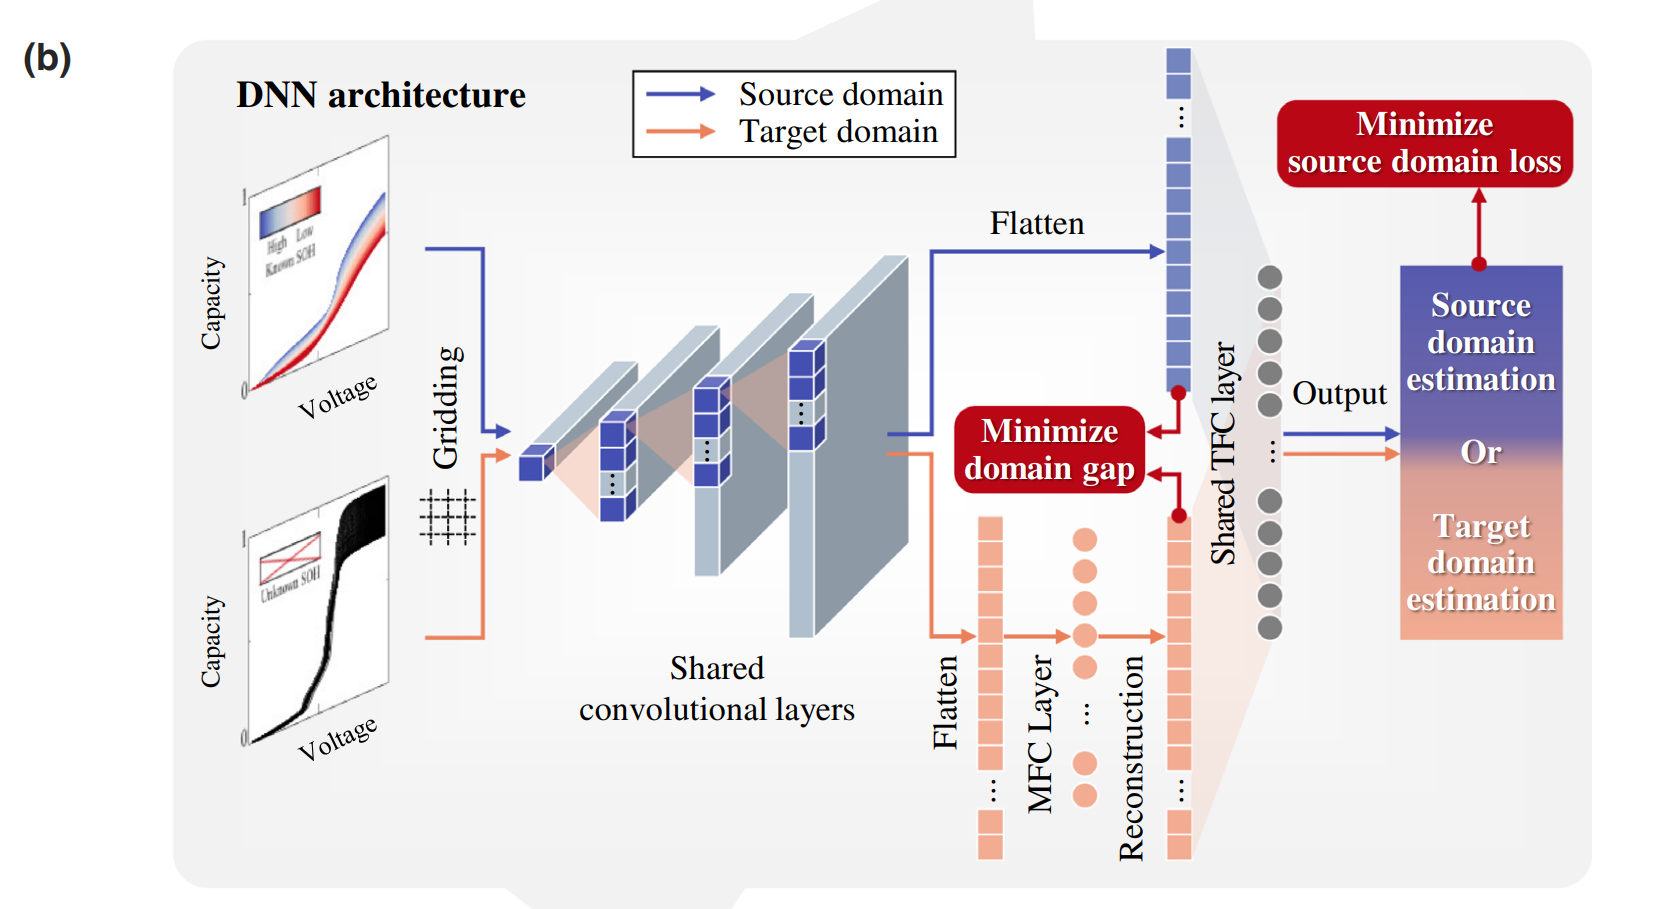 (b)
DNN architecture
Source domain
Target domain
Minimize
source domain loss
1
High Low
Known SOH
Capacity
0
Voltage
Gridding
1
Unknown SOH
Capacity
0
Voltage
...
...
...
Shared
convolutional layers
Flatten
...
Minimize
domain gap
Flatten
...
MFC Layer
...
Reconstruction
...
Shared TFC layer
...
Output
Source
domain
estimation
Or
Target
domain
estimation